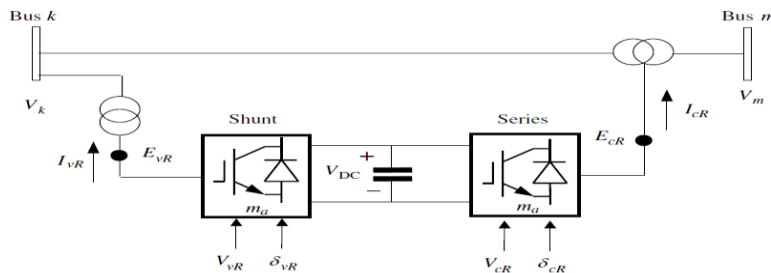 Bus k
Bus m
V_k
V_m
Shunt
Series
I_vR
E_vR
V_DC
+
−
E_cR
I_cR
m_a
m_a
V_vR
δ_vR
V_cR
δ_cR